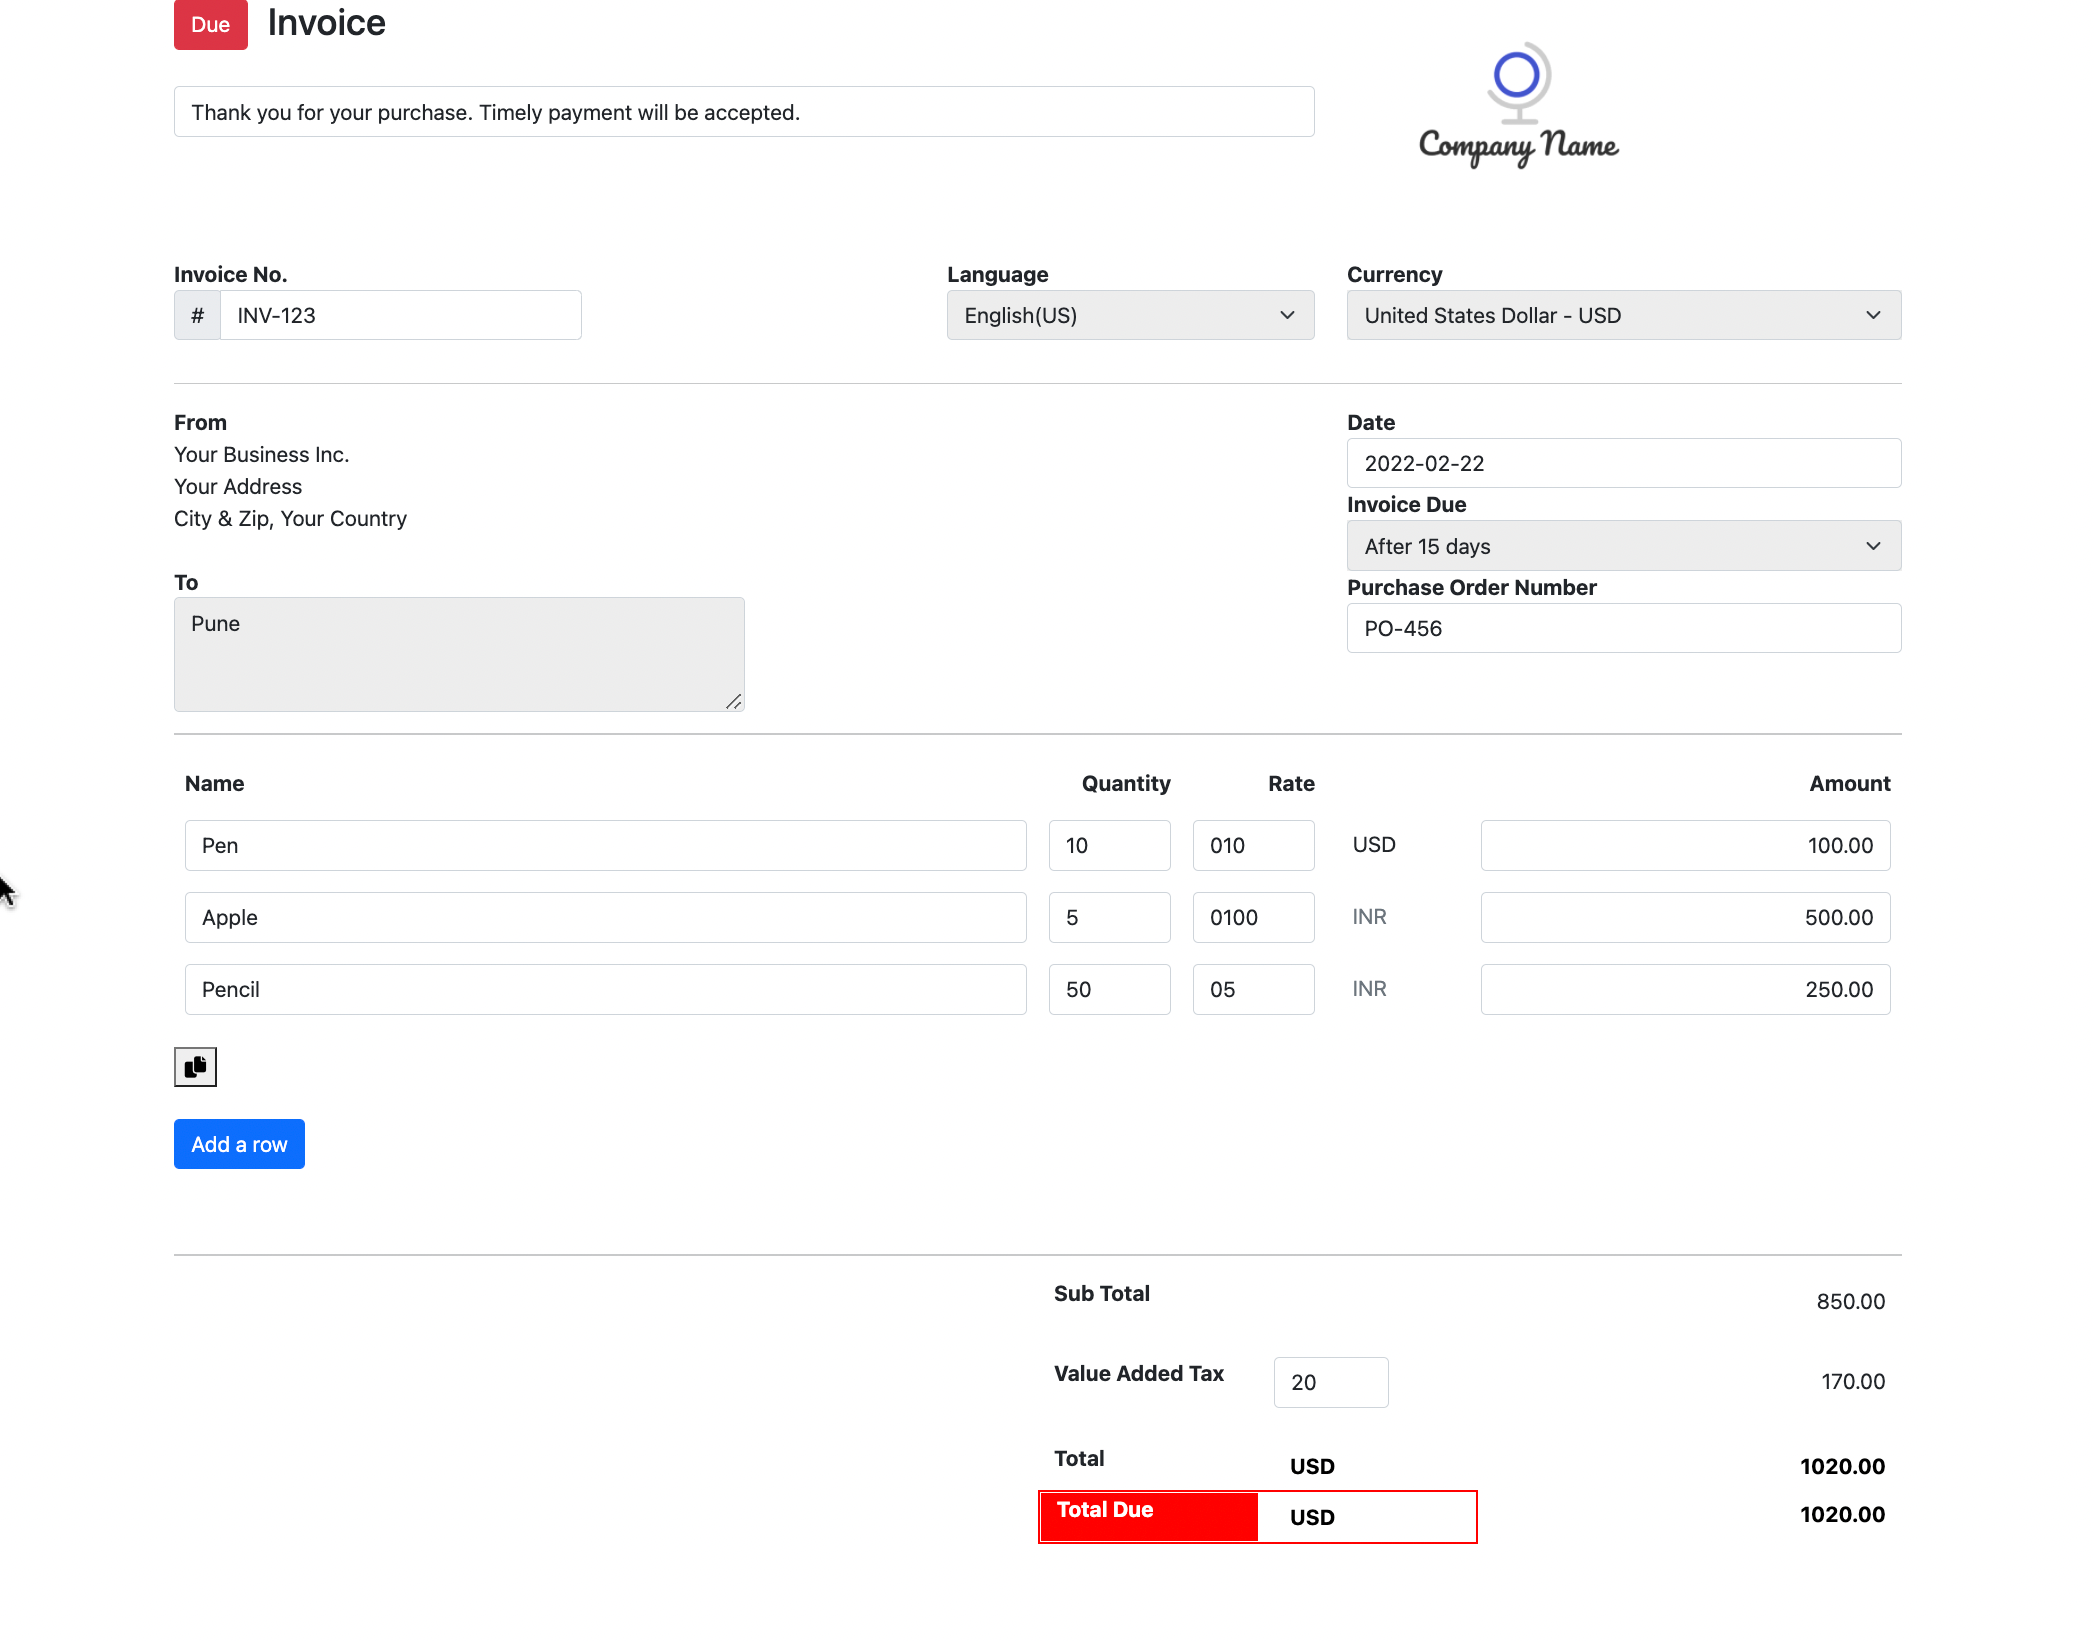 Due Invoice
Thank you for your purchase. Timely payment will be accepted.
Company Name
Invoice No.
# INV-123
Language
English(US)
Currency
United States Dollar - USD
From
Your Business Inc.
Your Address
City & Zip, Your Country
To
Pune
Date
2022-02-22
Invoice Due
After 15 days
Purchase Order Number
PO-456
Name Quantity Rate Amount
Pen 10 010 USD 100.00
Apple 5 0100 INR 500.00
Pencil 50 05 INR 250.00
Add a row
Sub Total 850.00
Value Added Tax 20 170.00
Total USD 1020.00
Total Due USD 1020.00